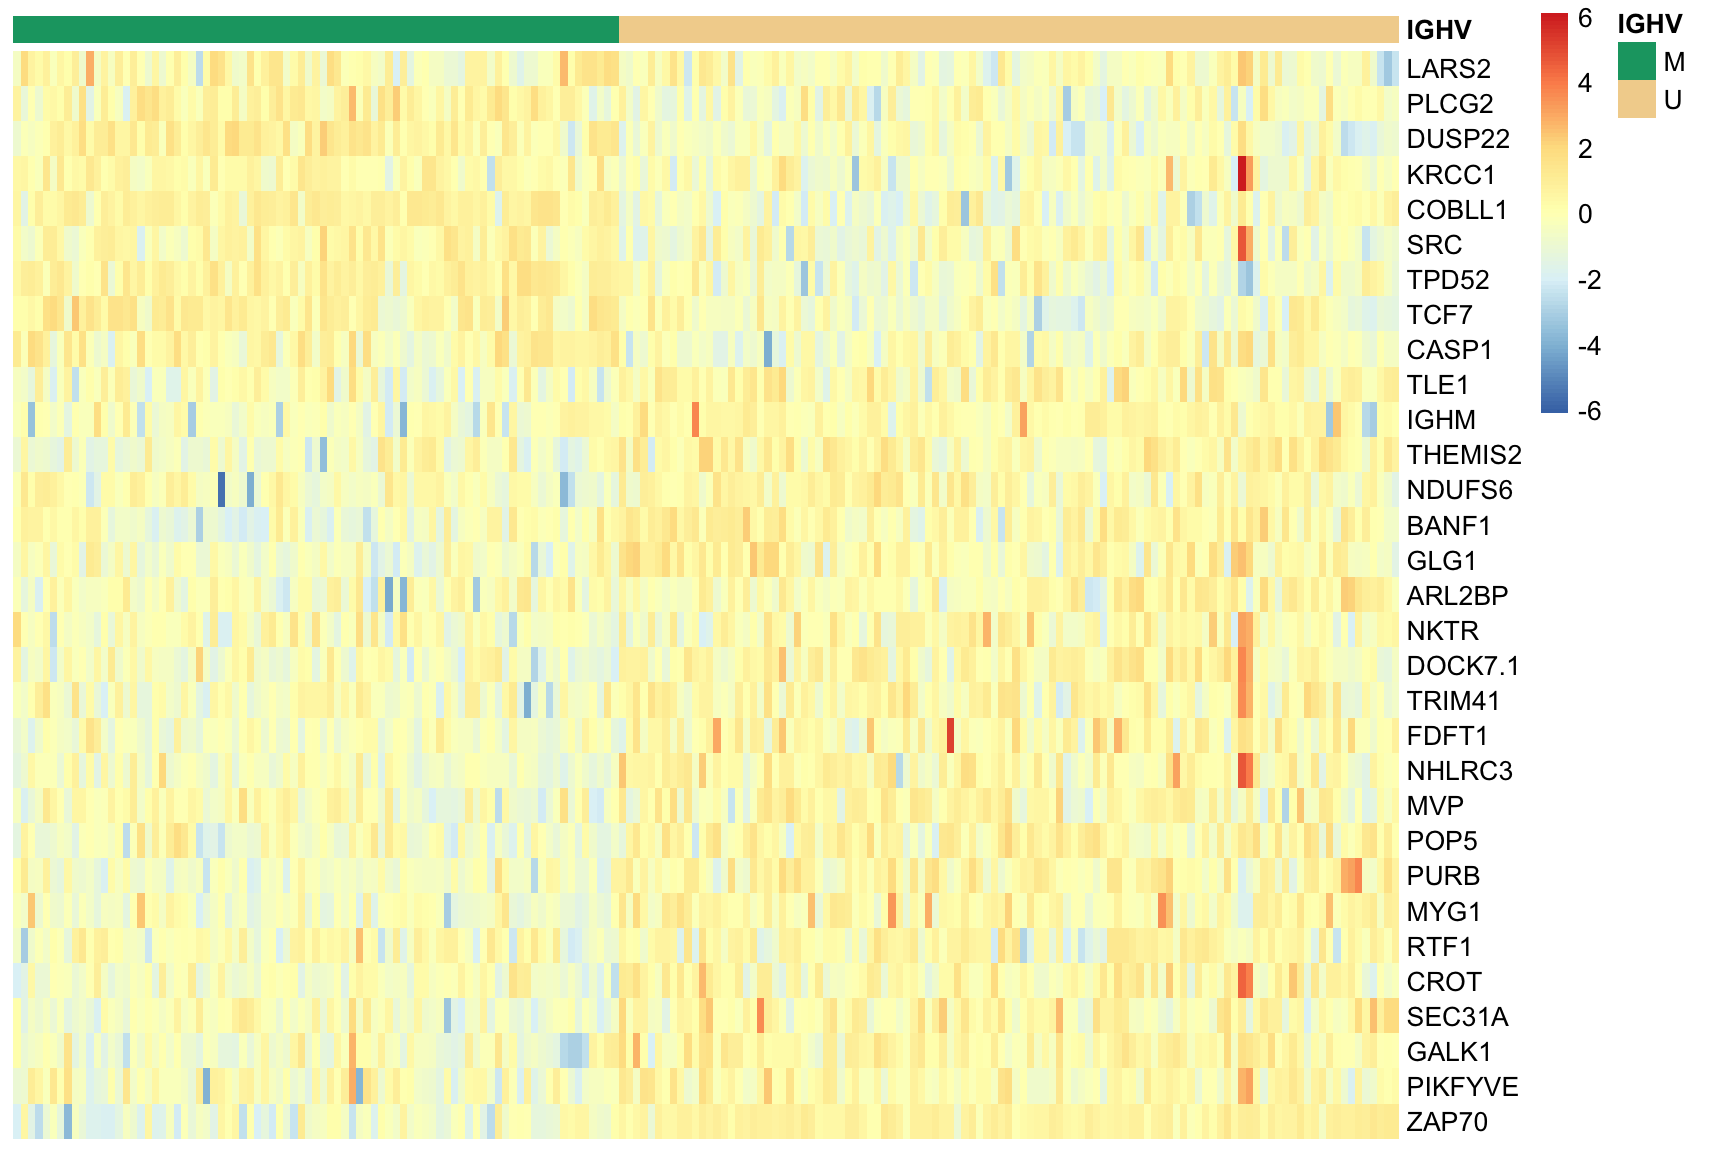 IGHV
LARS2
PLCG2
DUSP22
KRCC1
COBLL1
SRC
TPD52
TCF7
CASP1
TLE1
IGHM
THEMIS2
NDUFS6
BANF1
GLG1
ARL2BP
NKTR
DOCK7.1
TRIM41
FDFT1
NHLRC3
MVP
POP5
PURB
MYG1
RTF1
CROT
SEC31A
GALK1
PIKFYVE
ZAP70
6
4
2
0
-2
-4
-6
IGHV
M
U